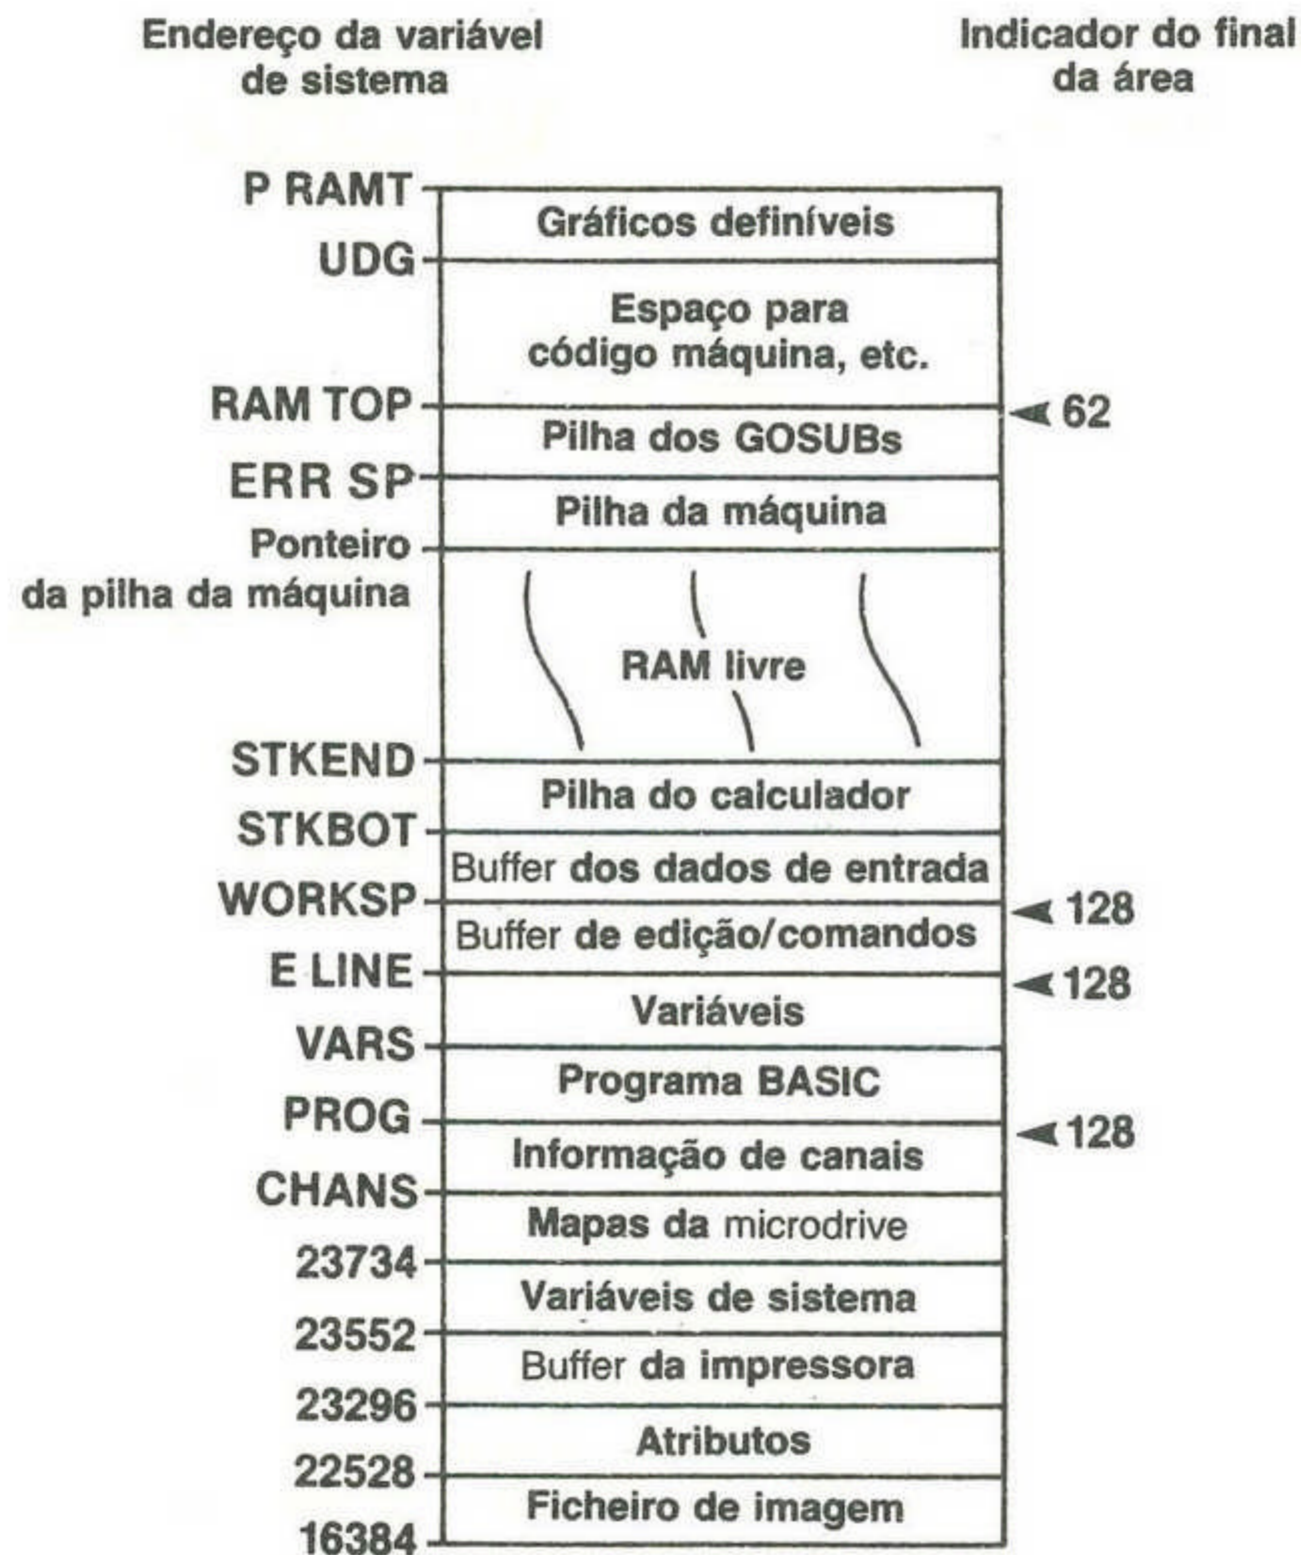 Endereço da variável
de sistema
Indicador do final
da área
P RAMT
Gráficos definíveis
UDG
Espaço para
código máquina, etc.
RAM TOP
62
Pilha dos GOSUBs
ERR SP
Pilha da máquina
Ponteiro
da pilha da máquina
RAM livre
STKEND
Pilha do calculador
STKBOT
Buffer dos dados de entrada
WORKSP
128
Buffer de edição/comandos
E LINE
128
Variáveis
VARS
Programa BASIC
PROG
128
Informação de canais
CHANS
Mapas da microdrive
23734
Variáveis de sistema
23552
Buffer da impressora
23296
Atributos
22528
Ficheiro de imagem
16384